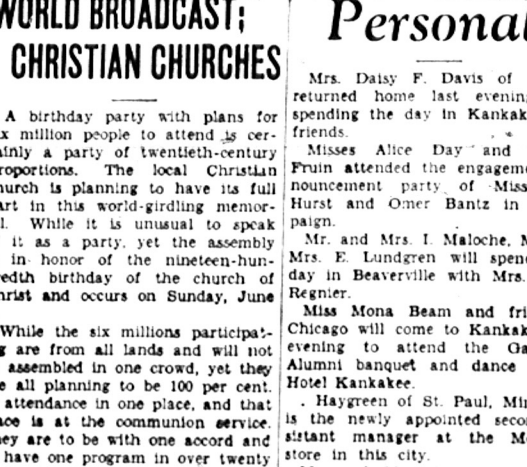 WORLD BROADCAST;
CHRISTIAN CHURCHES
A birthday party with plans for
x million people to attend is cer-
ainly a party of twentieth-century
roportions. The local Christian
hurch is planning to have its full
art in this world-girdling memor-
l. While it is unusual to speak
it as a party, yet the assembly
in honor of the nineteen-hun-
redth birthday of the church of
hrist and occurs on Sunday, June
While the six millions participat-
g are from all lands and will not
assembled in one crowd, yet they
e all planning to be 100 per cent.
attendance in one place, and that
ace is at the communion service.
hey are to be with one accord and
have one program in over twenty
Personal
Mrs. Daisy F. Davis of
returned home last evenin
spending the day in Kankak
friends.
Misses Alice Day and
Fruin attended the engagem
nouncement party of Miss
Hurst and Omer Bantz in
paign.
Mr. and Mrs. I. Maloche, M
Mrs. E. Lundgren will spen
day in Beaverville with Mrs.
Regnier.
Miss Mona Beam and fri
Chicago will come to Kankak
evening to attend the Ga
Alumni banquet and dance
Hotel Kankakee.
. Haygreen of St. Paul, Min
is the newly appointed seco
sistant manager at the Mo
store in this city.